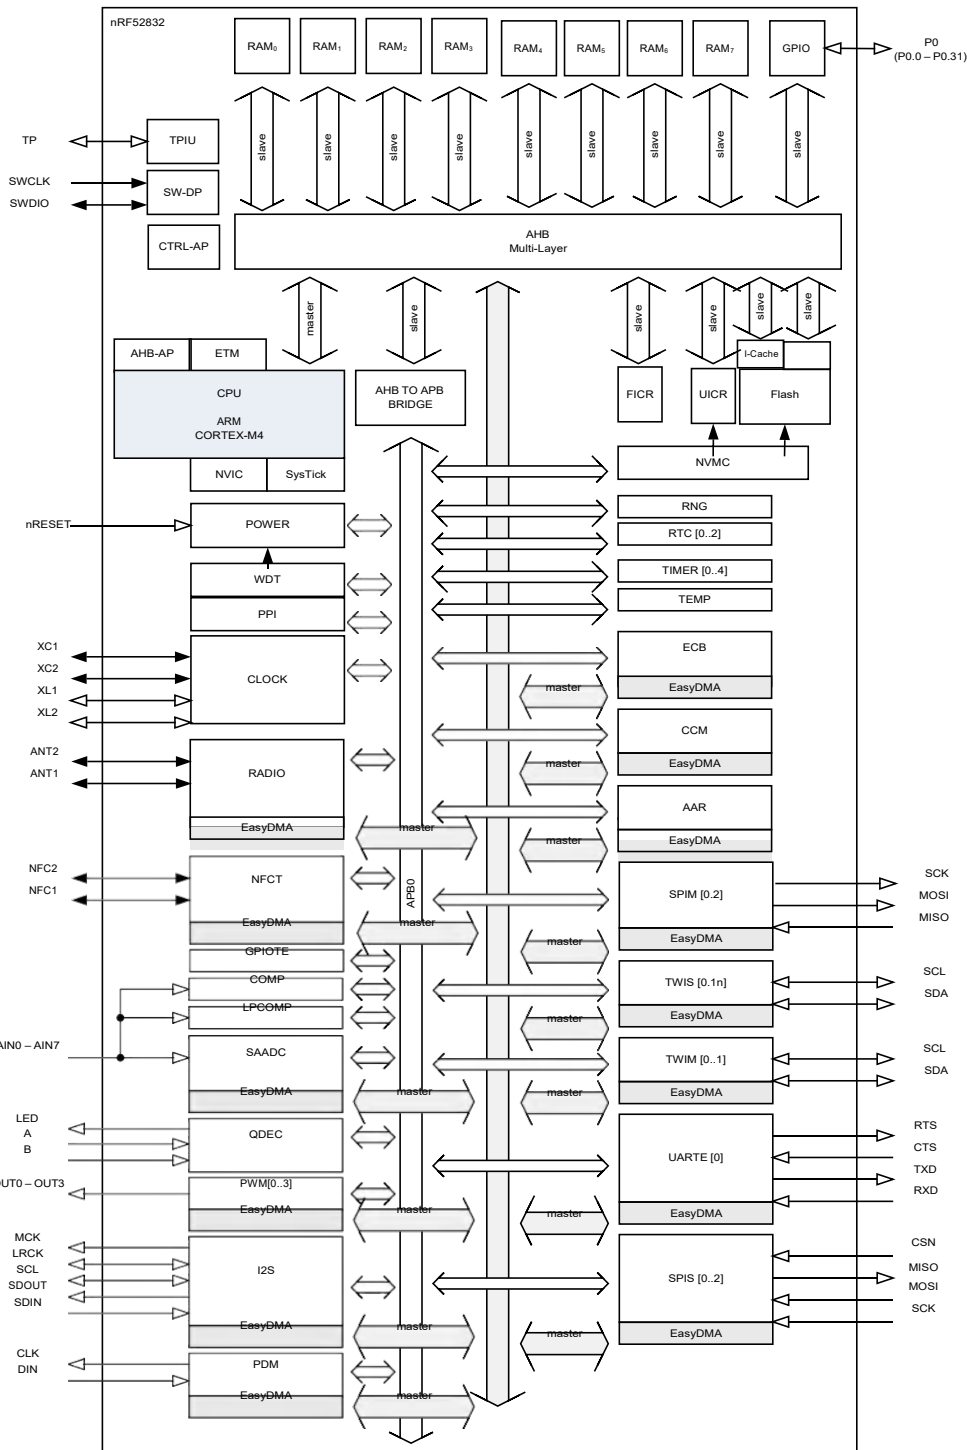 nRF52832
RAM0
RAM1
RAM2
RAM3
RAM4
RAM5
RAM6
RAM7
GPIO
P0
(P0.0 – P0.31)
slave
slave
slave
slave
slave
slave
slave
slave
slave
TP
TPIU
SWCLK
SWDIO
SW-DP
CTRL-AP
AHB
Multi-Layer
master
slave
slave
slave
slave
slave
AHB-AP
ETM
I-Cache
CPU
ARM
CORTEX-M4
AHB TO APB
BRIDGE
FICR
UICR
Flash
NVIC
SysTick
NVMC
nRESET
POWER
RNG
RTC [0..2]
WDT
TIMER [0..4]
PPI
TEMP
XC1
XC2
XL1
XL2
CLOCK
ECB
EasyDMA
master
ANT2
ANT1
RADIO
EasyDMA
master
CCM
EasyDMA
master
AAR
EasyDMA
master
NFC2
NFC1
NFCT
EasyDMA
master
APB0
SPIM [0.2]
EasyDMA
master
SCK
MOSI
MISO
GPIOTE
COMP
LPCOMP
TWIS [0.1n]
EasyDMA
master
SCL
SDA
AIN0 – AIN7
SAADC
EasyDMA
master
TWIM [0..1]
EasyDMA
master
SCL
SDA
LED
A
B
QDEC
UARTE [0]
EasyDMA
master
RTS
CTS
TXD
RXD
OUT0 – OUT3
PWM[0..3]
EasyDMA
master
MCK
LRCK
SCL
SDOUT
SDIN
I2S
EasyDMA
master
SPIS [0..2]
EasyDMA
master
CSN
MISO
MOSI
SCK
CLK
DIN
PDM
EasyDMA
master